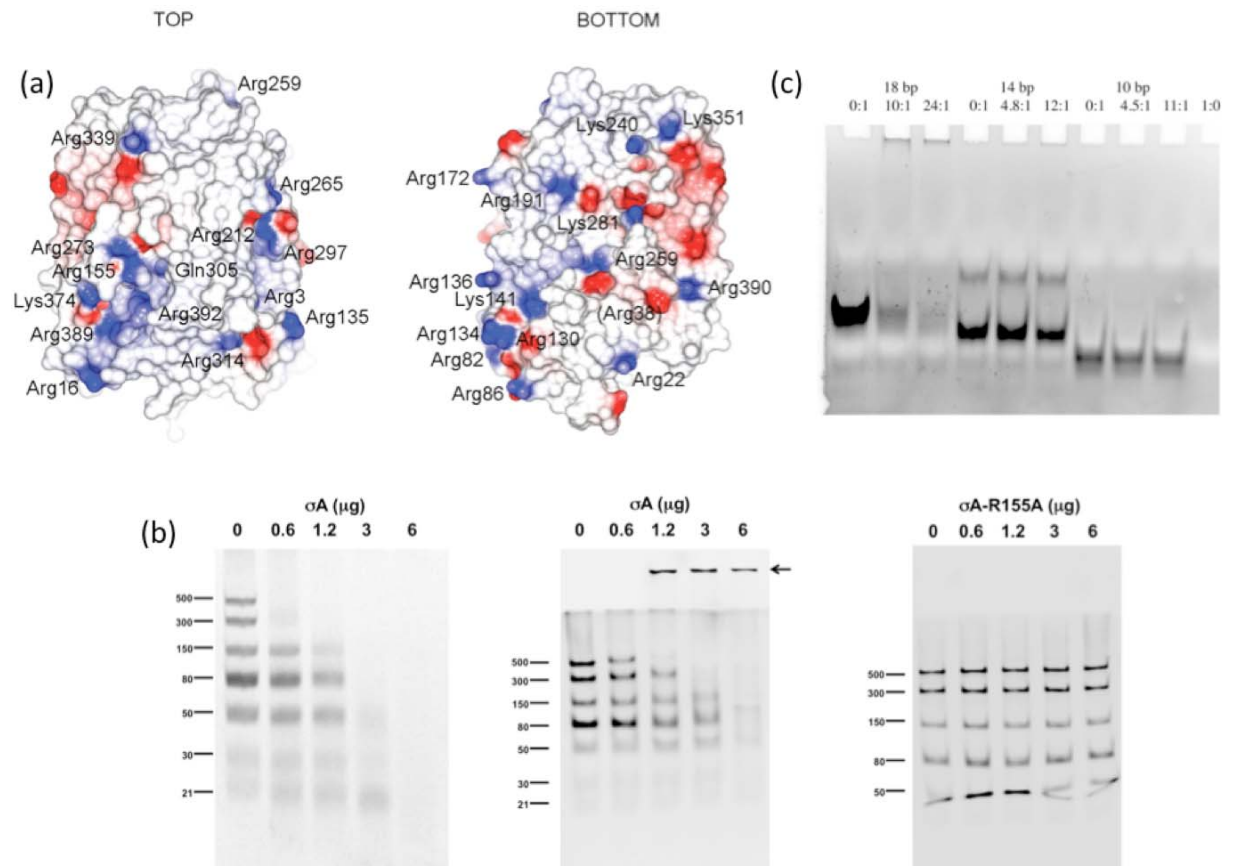 TOP
BOTTOM
(a)
Arg259
Arg339
Arg265
Arg212
Arg273
Arg297
Arg155
Gln305
Lys374
Arg3
Arg392
Arg135
Arg389
Arg314
Arg16
Lys240
Lys351
Arg172
Arg191
Lys281
Arg259
Arg136
Arg390
Lys141
(Arg38)
Arg134
Arg130
Arg82
Arg22
Arg86
(c)
18 bp 14 bp 10 bp
0:1 10:1 24:1 0:1 4.8:1 12:1 0:1 4.5:1 11:1 1:0
(b)
σA (μg)
0 0.6 1.2 3 6
500
300
150
80
50
30
21
σA (μg)
0 0.6 1.2 3 6
500
300
150
80
50
30
21
σA-R155A (μg)
0 0.6 1.2 3 6
500
300
150
80
50